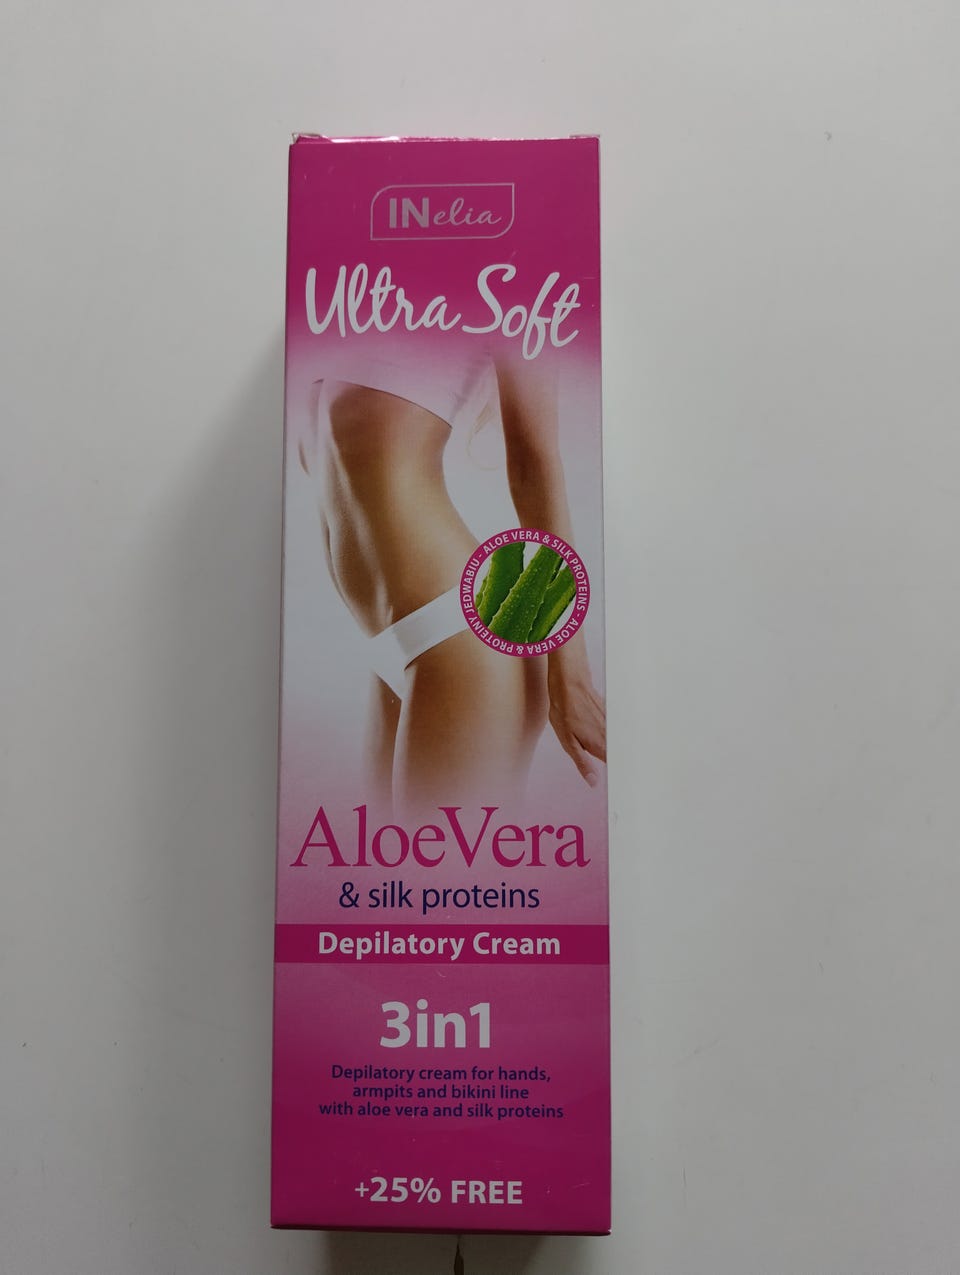 INelia
Ultra Soft
ALOE VERA & SILK PROTEINS - ALOE VERA & PROTEINY JEDWABIU -
AloeVera
& silk proteins
Depilatory Cream
3in1
Depilatory cream for hands,
armpits and bikini line
with aloe vera and silk proteins
+25% FREE